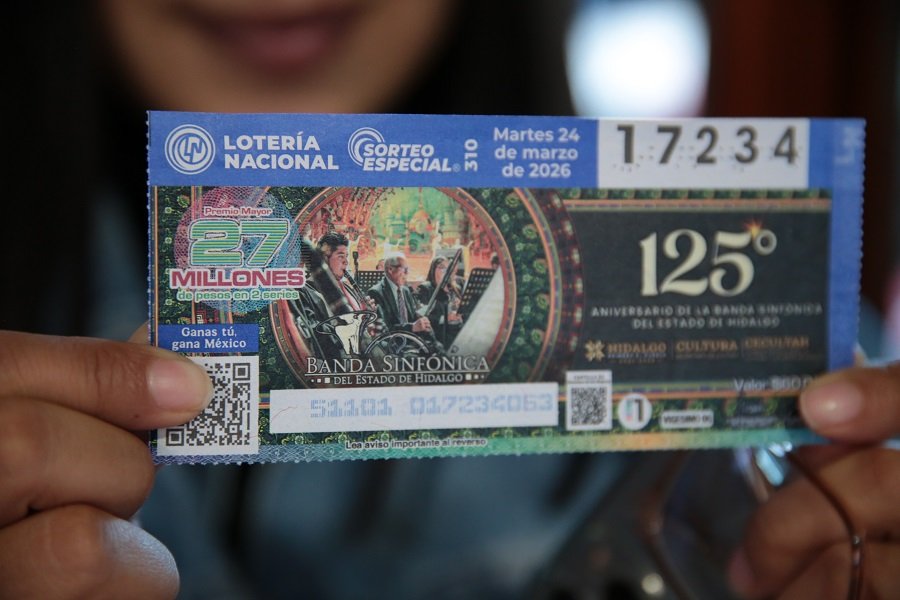 LOTERÍA
NACIONAL
SORTEO
ESPECIAL®
310
Martes 24
de marzo
de 2026
17234
Premio Mayor
27
MILLONES
de pesos en 2 series
Ganas tú,
gana México
BANDA SINFÓNICA
DEL ESTADO DE HIDALGO
125°
ANIVERSARIO DE LA BANDA SINFÓNICA
DEL ESTADO DE HIDALGO
HIDALGO
CULTURA
Valor $60
51101 017234063
1
Lea aviso importante al reverso